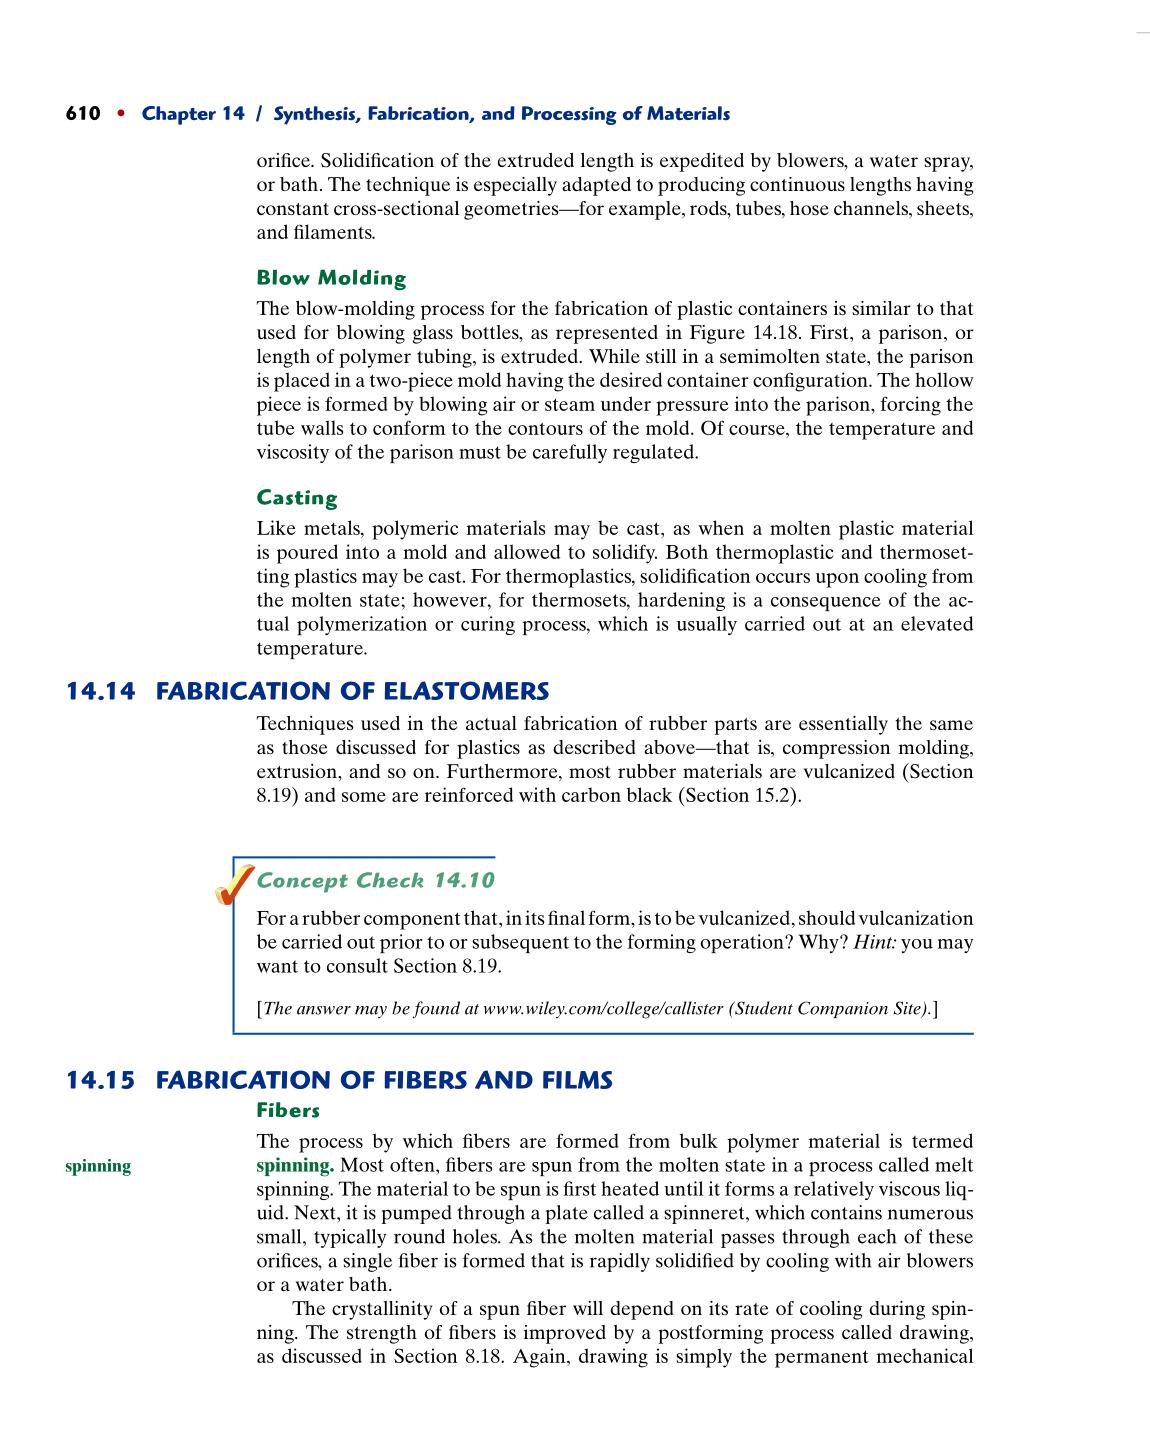 610 • Chapter 14 / Synthesis, Fabrication, and Processing of Materials
orifice. Solidification of the extruded length is expedited by blowers, a water spray,
or bath. The technique is especially adapted to producing continuous lengths having
constant cross-sectional geometries—for example, rods, tubes, hose channels, sheets,
and filaments.
Blow Molding
The blow-molding process for the fabrication of plastic containers is similar to that
used for blowing glass bottles, as represented in Figure 14.18. First, a parison, or
length of polymer tubing, is extruded. While still in a semimolten state, the parison
is placed in a two-piece mold having the desired container configuration. The hollow
piece is formed by blowing air or steam under pressure into the parison, forcing the
tube walls to conform to the contours of the mold. Of course, the temperature and
viscosity of the parison must be carefully regulated.
Casting
Like metals, polymeric materials may be cast, as when a molten plastic material
is poured into a mold and allowed to solidify. Both thermoplastic and thermoset-
ting plastics may be cast. For thermoplastics, solidification occurs upon cooling from
the molten state; however, for thermosets, hardening is a consequence of the ac-
tual polymerization or curing process, which is usually carried out at an elevated
temperature.
14.14 FABRICATION OF ELASTOMERS
Techniques used in the actual fabrication of rubber parts are essentially the same
as those discussed for plastics as described above—that is, compression molding,
extrusion, and so on. Furthermore, most rubber materials are vulcanized (Section
8.19) and some are reinforced with carbon black (Section 15.2).
Concept Check 14.10
For a rubber component that, in its final form, is to be vulcanized, should vulcanization
be carried out prior to or subsequent to the forming operation? Why? Hint: you may
want to consult Section 8.19.
[The answer may be found at www.wiley.com/college/callister (Student Companion Site).]
14.15 FABRICATION OF FIBERS AND FILMS
Fibers
The process by which fibers are formed from bulk polymer material is termed
spinning
spinning. Most often, fibers are spun from the molten state in a process called melt
spinning. The material to be spun is first heated until it forms a relatively viscous liq-
uid. Next, it is pumped through a plate called a spinneret, which contains numerous
small, typically round holes. As the molten material passes through each of these
orifices, a single fiber is formed that is rapidly solidified by cooling with air blowers
or a water bath.
The crystallinity of a spun fiber will depend on its rate of cooling during spin-
ning. The strength of fibers is improved by a postforming process called drawing,
as discussed in Section 8.18. Again, drawing is simply the permanent mechanical